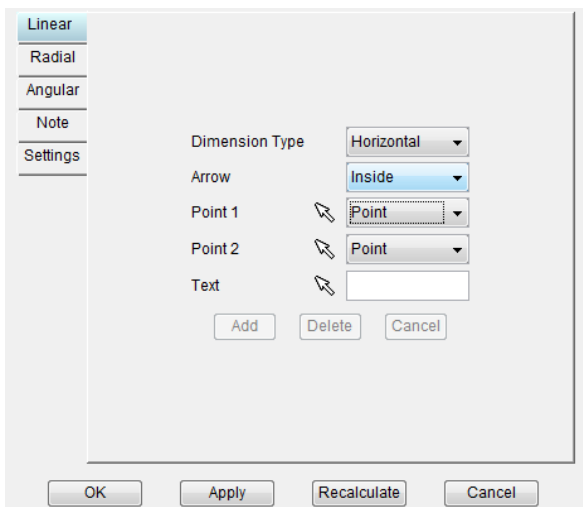 Linear
Radial
Angular
Note
Settings
Dimension Type Horizontal
Arrow Inside
Point 1 Point
Point 2 Point
Text
Add Delete Cancel
OK Apply Recalculate Cancel